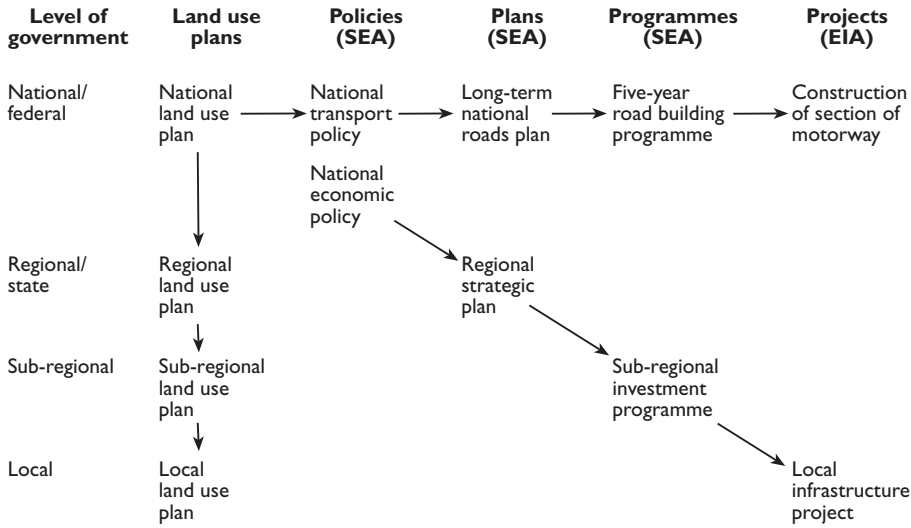 Level of government
Land use plans
Policies (SEA)
Plans (SEA)
Programmes (SEA)
Projects (EIA)
National/
federal
National
land use
plan
National
transport
policy
Long-term
national
roads plan
Five-year
road building
programme
Construction
of section of
motorway
National
economic
policy
Regional/
state
Regional
land use
plan
Regional
strategic
plan
Sub-regional
Sub-regional
land use
plan
Sub-regional
investment
programme
Local
Local
land use
plan
Local
infrastructure
project